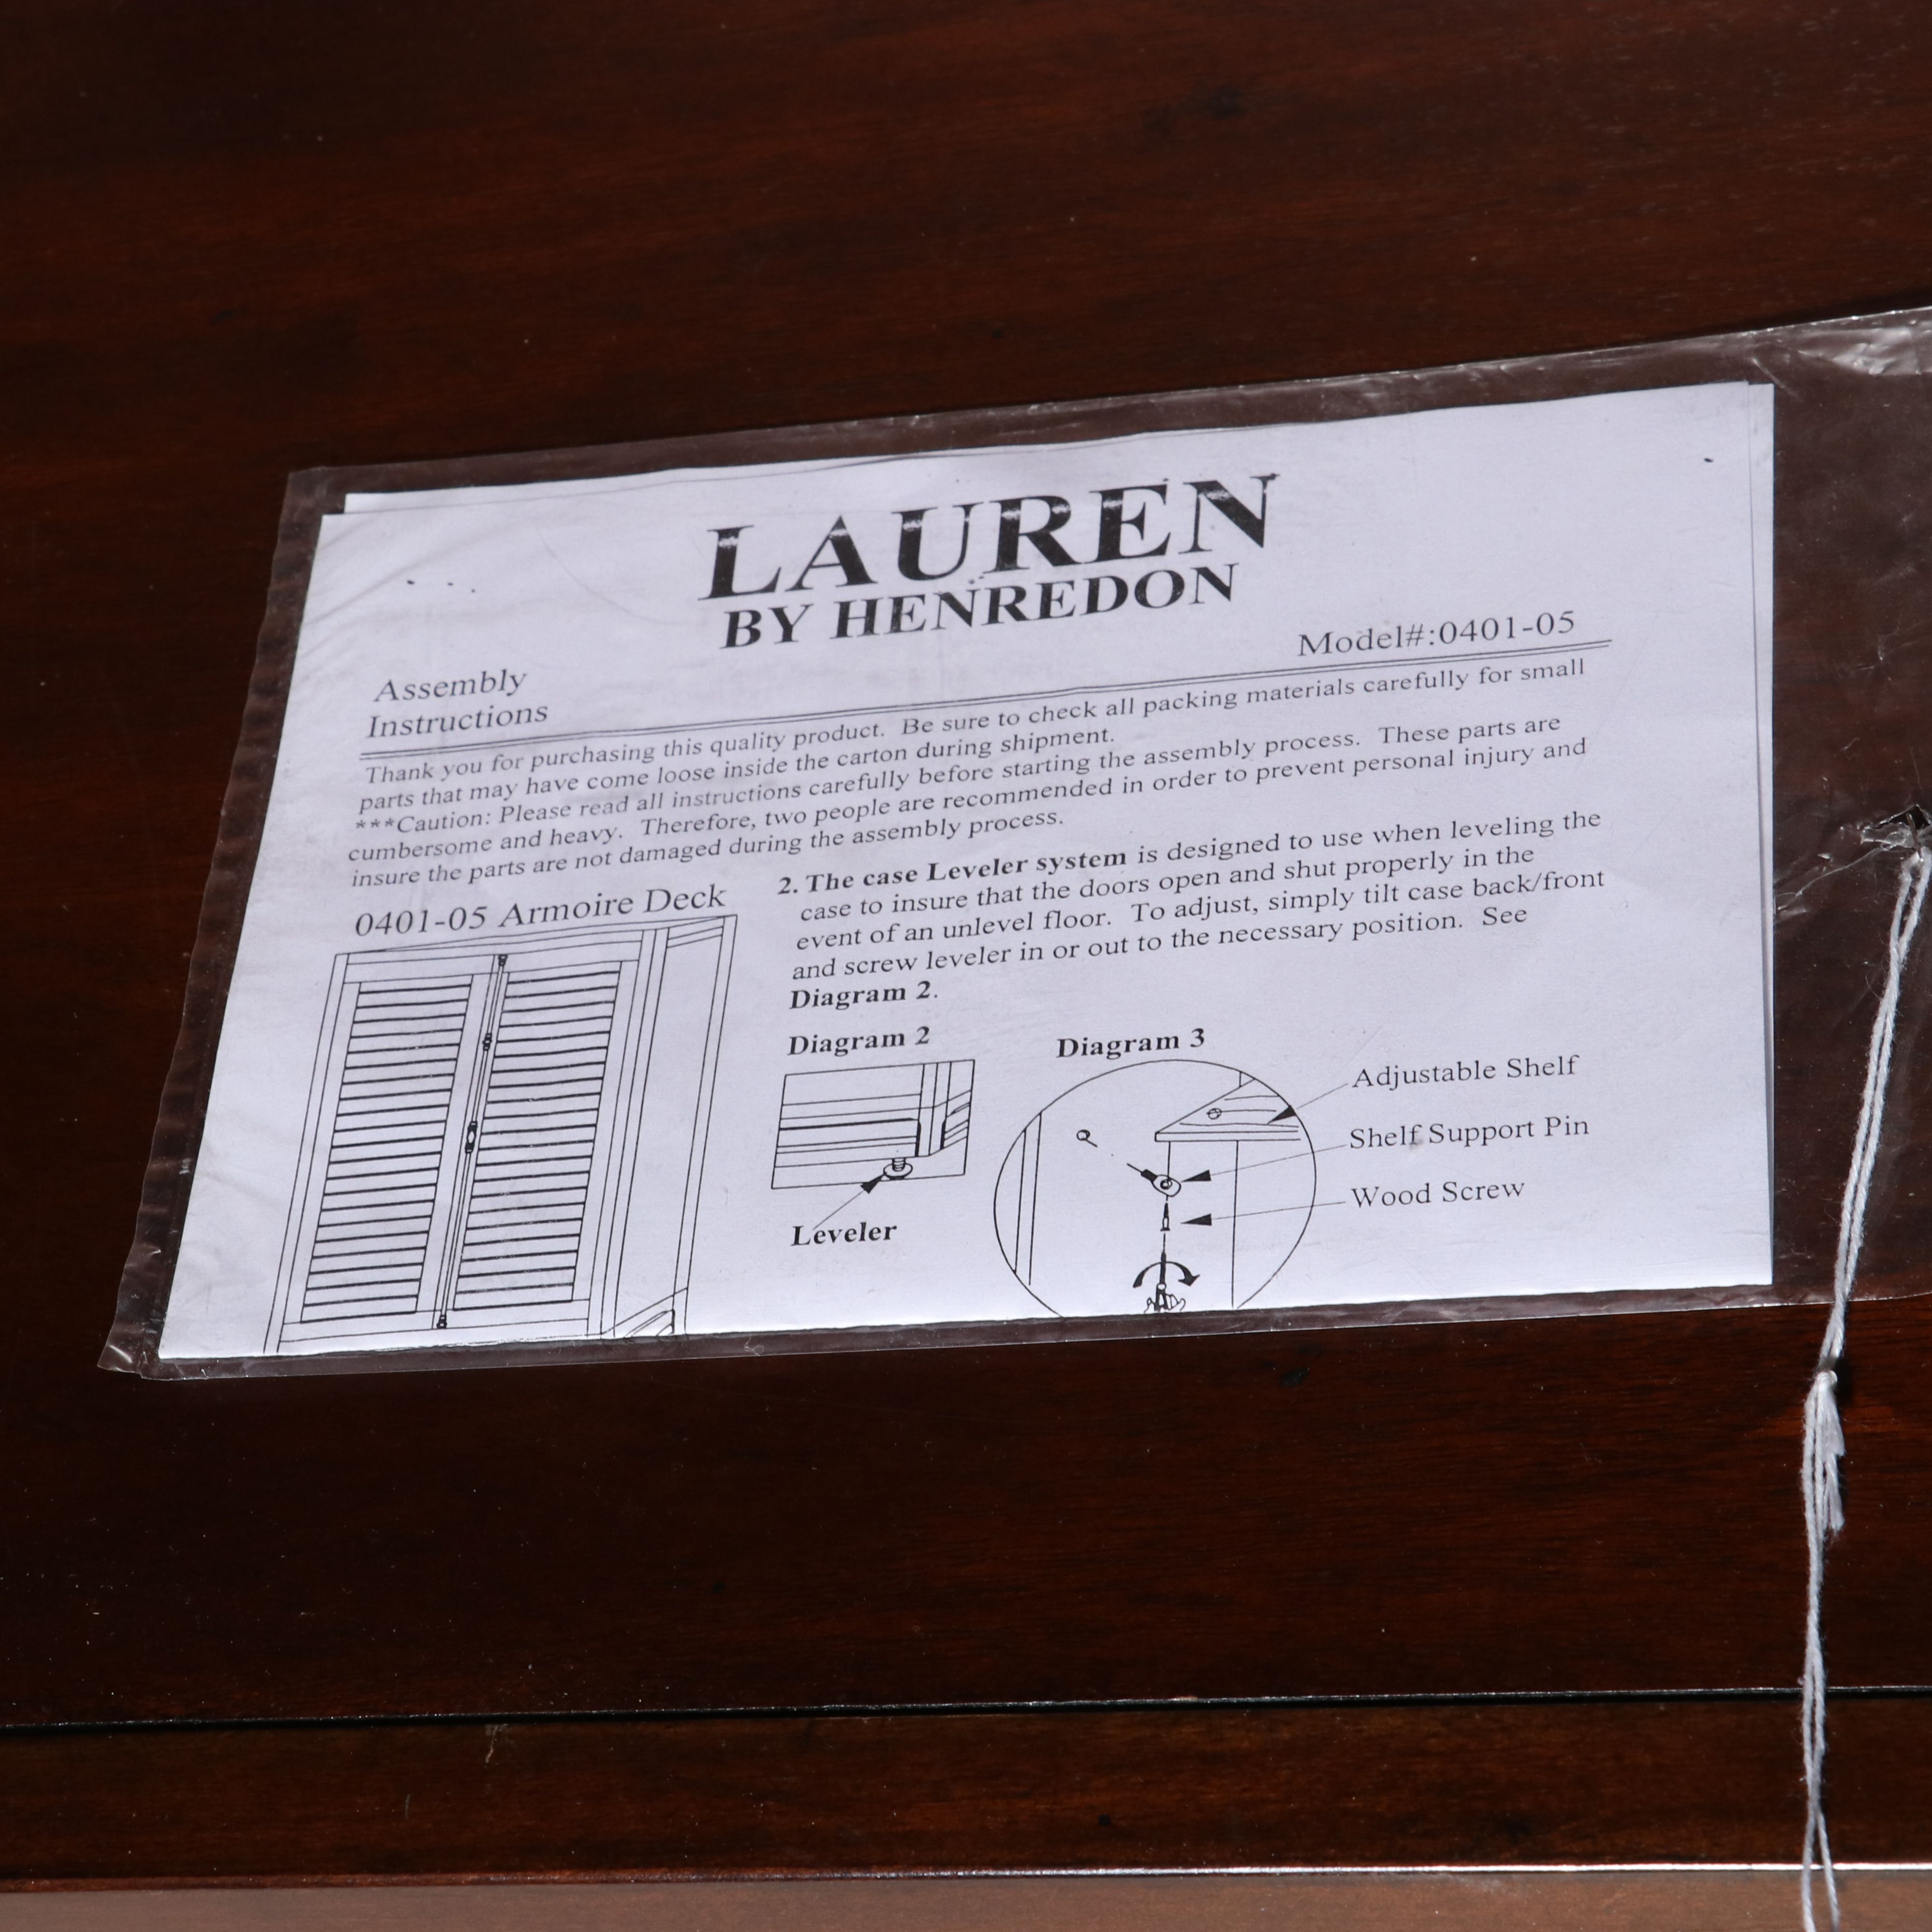 LAUREN
BY HENREDON
Model#:0401-05
Assembly
Instructions
Thank you for purchasing this quality product. Be sure to check all packing materials carefully for small
parts that may have come loose inside the carton during shipment.
***Caution: Please read all instructions carefully before starting the assembly process. These parts are
cumbersome and heavy. Therefore, two people are recommended in order to prevent personal injury and
insure the parts are not damaged during the assembly process.
0401-05 Armoire Deck
2. The case Leveler system is designed to use when leveling the
case to insure that the doors open and shut properly in the
event of an unlevel floor. To adjust, simply tilt case back/front
and screw leveler in or out to the necessary position. See
Diagram 2.
Diagram 2
Leveler
Diagram 3
Adjustable Shelf
Shelf Support Pin
Wood Screw